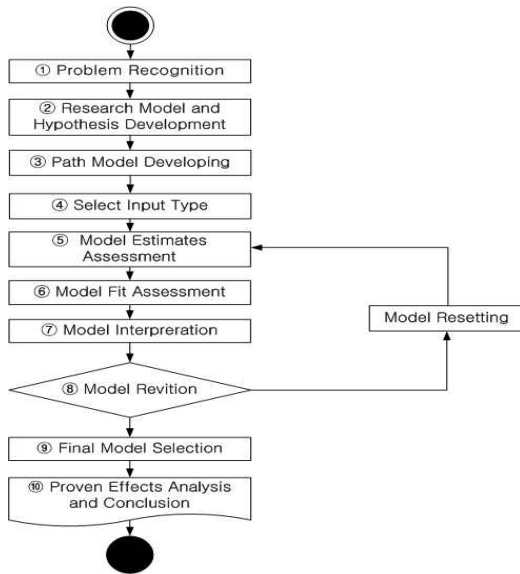 ① Problem Recognition
② Research Model and
Hypothesis Development
③ Path Model Developing
④ Select Input Type
⑤ Model Estimates
Assessment
⑥ Model Fit Assessment
Model Resetting
⑦ Model Interpreration
⑧ Model Revition
⑨ Final Model Selection
⑩ Proven Effects Analysis
and Conclusion